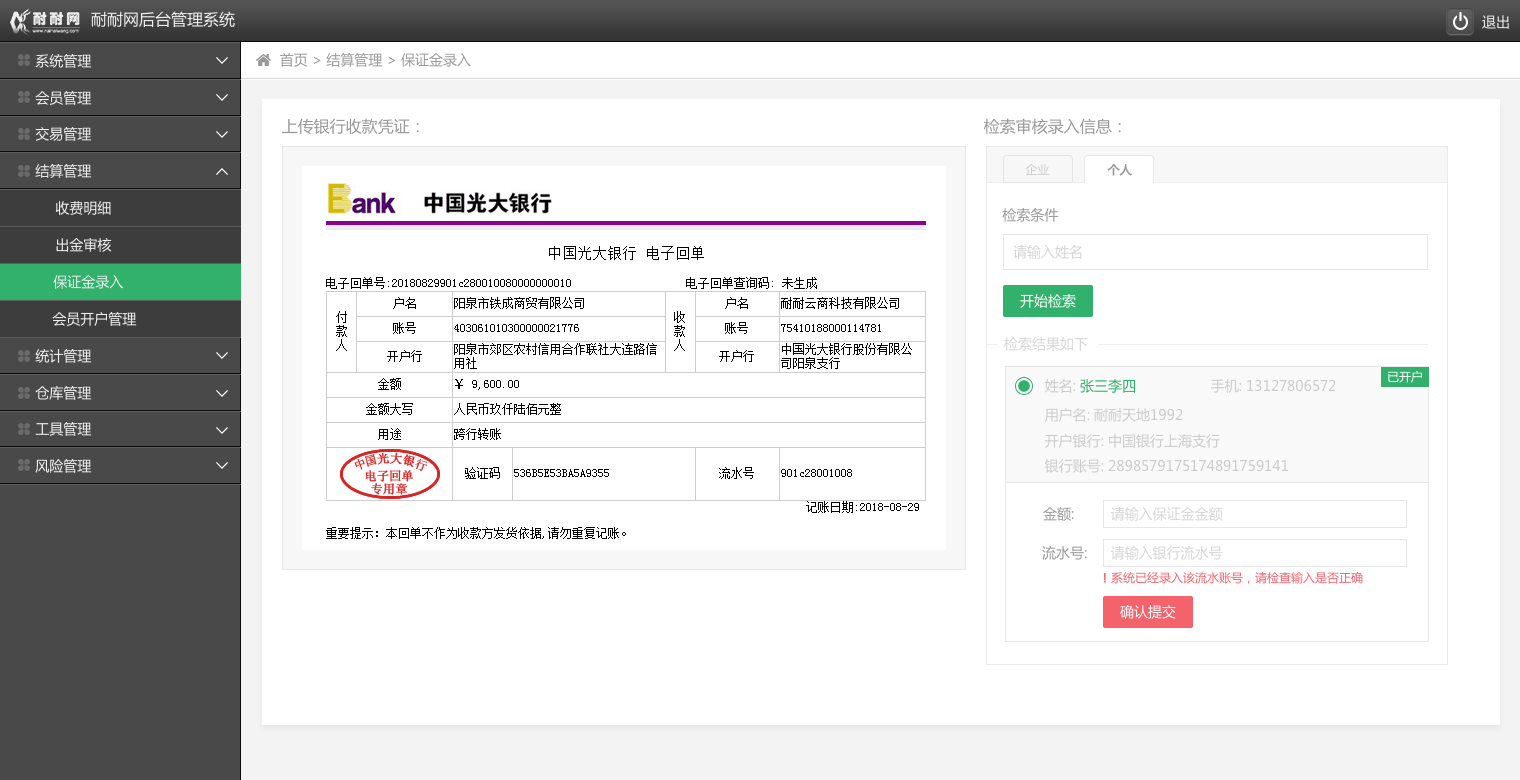 耐耐网 耐耐网后台管理系统
www.nainaiwang.com
退出
系统管理
会员管理
交易管理
结算管理
收费明细
出金审核
保证金录入
会员开户管理
统计管理
仓库管理
工具管理
风险管理
首页 > 结算管理 > 保证金录入
上传银行收款凭证：
Bank 中国光大银行
中国光大银行 电子回单
电子回单号:20180829901c280010080000000010 电子回单查询码: 未生成
付款人 户名 阳泉市铁成商贸有限公司 收款人 户名 耐耐云商科技有限公司
账号 403061010300000021776 账号 75410188000114781
开户行 阳泉市郊区农村信用合作联社大连路信用社 开户行 中国光大银行股份有限公司阳泉支行
金额 ¥ 9,600.00
金额大写 人民币玖仟陆佰元整
用途 跨行转账
中国光大银行
电子回单
专用章
验证码 536B5E53BA5A9355 流水号 901c28001008
记账日期:2018-08-29
重要提示: 本回单不作为收款方发货依据,请勿重复记账。
检索审核录入信息：
企业 个人
检索条件
请输入姓名
开始检索
检索结果如下
已开户
姓名: 张三李四 手机: 13127806572
用户名: 耐耐天地1992
开户银行: 中国银行上海支行
银行账号: 2898579175174891759141
金额: 请输入保证金金额
流水号: 请输入银行流水号
! 系统已经录入该流水账号，请检查输入是否正确
确认提交